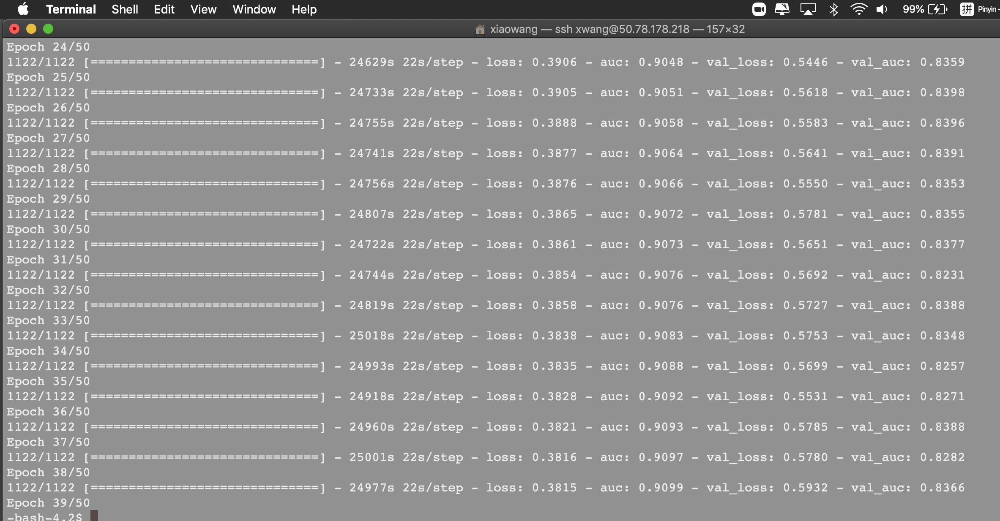 Terminal Shell Edit View Window Help 99% 拼 Pinyin -
xiaowang — ssh xwang@50.78.178.218 — 157×32
Epoch 24/50
1122/1122 [==============================] - 24629s 22s/step - loss: 0.3906 - auc: 0.9048 - val_loss: 0.5446 - val_auc: 0.8359
Epoch 25/50
1122/1122 [==============================] - 24733s 22s/step - loss: 0.3905 - auc: 0.9051 - val_loss: 0.5618 - val_auc: 0.8398
Epoch 26/50
1122/1122 [==============================] - 24755s 22s/step - loss: 0.3888 - auc: 0.9058 - val_loss: 0.5583 - val_auc: 0.8396
Epoch 27/50
1122/1122 [==============================] - 24741s 22s/step - loss: 0.3877 - auc: 0.9064 - val_loss: 0.5641 - val_auc: 0.8391
Epoch 28/50
1122/1122 [==============================] - 24756s 22s/step - loss: 0.3876 - auc: 0.9066 - val_loss: 0.5550 - val_auc: 0.8353
Epoch 29/50
1122/1122 [==============================] - 24807s 22s/step - loss: 0.3865 - auc: 0.9072 - val_loss: 0.5781 - val_auc: 0.8355
Epoch 30/50
1122/1122 [==============================] - 24722s 22s/step - loss: 0.3861 - auc: 0.9073 - val_loss: 0.5651 - val_auc: 0.8377
Epoch 31/50
1122/1122 [==============================] - 24744s 22s/step - loss: 0.3854 - auc: 0.9076 - val_loss: 0.5692 - val_auc: 0.8231
Epoch 32/50
1122/1122 [==============================] - 24819s 22s/step - loss: 0.3858 - auc: 0.9076 - val_loss: 0.5727 - val_auc: 0.8388
Epoch 33/50
1122/1122 [==============================] - 25018s 22s/step - loss: 0.3838 - auc: 0.9083 - val_loss: 0.5753 - val_auc: 0.8348
Epoch 34/50
1122/1122 [==============================] - 24993s 22s/step - loss: 0.3835 - auc: 0.9088 - val_loss: 0.5699 - val_auc: 0.8257
Epoch 35/50
1122/1122 [==============================] - 24918s 22s/step - loss: 0.3828 - auc: 0.9092 - val_loss: 0.5531 - val_auc: 0.8271
Epoch 36/50
1122/1122 [==============================] - 24960s 22s/step - loss: 0.3821 - auc: 0.9093 - val_loss: 0.5785 - val_auc: 0.8388
Epoch 37/50
1122/1122 [==============================] - 25001s 22s/step - loss: 0.3816 - auc: 0.9097 - val_loss: 0.5780 - val_auc: 0.8282
Epoch 38/50
1122/1122 [==============================] - 24977s 22s/step - loss: 0.3815 - auc: 0.9099 - val_loss: 0.5932 - val_auc: 0.8366
Epoch 39/50
-bash-4.2$